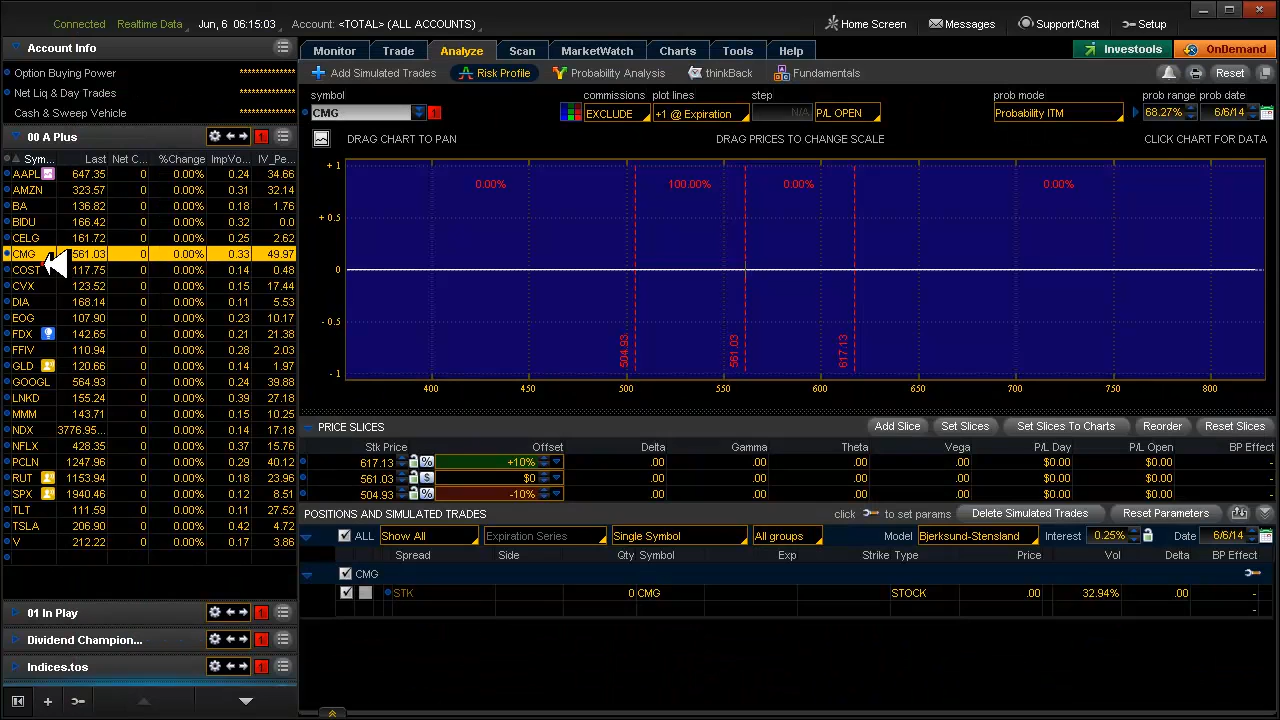 Connected Realtime Data Jun, 6 06:15:03 Account: <TOTAL> (ALL ACCOUNTS) Home Screen Messages Support/Chat Setup
Account Info
Option Buying Power **************
Net Liq & Day Trades **************
Cash & Sweep Vehicle **************
00 A Plus 1
Sym... Last Net C... %Change ImpVo... IV_Pe...
AAPL 647.35 0 0.00% 0.24 34.66
AMZN 323.57 0 0.00% 0.31 32.14
BA 136.82 0 0.00% 0.18 1.76
BIDU 166.42 0 0.00% 0.32 0.0
CELG 161.72 0 0.00% 0.25 2.62
CMG 561.03 0 0.00% 0.33 49.97
COST 117.75 0 0.00% 0.14 0.48
CVX 123.52 0 0.00% 0.15 17.44
DIA 168.14 0 0.00% 0.11 5.53
EOG 107.90 0 0.00% 0.23 10.17
FDX 142.65 0 0.00% 0.21 21.38
FFIV 110.94 0 0.00% 0.28 2.03
GLD 120.66 0 0.00% 0.14 1.97
GOOGL 564.93 0 0.00% 0.24 39.88
LNKD 155.24 0 0.00% 0.39 27.18
MMM 143.71 0 0.00% 0.15 10.25
NDX 3776.95... 0 0.00% 0.14 17.18
NFLX 428.35 0 0.00% 0.37 15.76
PCLN 1247.96 0 0.00% 0.29 40.12
RUT 1153.94 0 0.00% 0.18 23.96
SPX 1940.46 0 0.00% 0.12 8.51
TLT 111.59 0 0.00% 0.11 27.52
TSLA 206.90 0 0.00% 0.42 4.72
V 212.22 0 0.00% 0.17 3.86
01 In Play 1
Dividend Champion... 1
Indices.tos 1
Monitor Trade Analyze Scan MarketWatch Charts Tools Help Investools OnDemand
Add Simulated Trades Risk Profile Probability Analysis thinkBack Fundamentals Reset
symbol commissions plot lines step prob mode prob range prob date
CMG 1 EXCLUDE +1 @ Expiration N/A P/L OPEN Probability ITM 68.27% 6/6/14
DRAG CHART TO PAN DRAG PRICES TO CHANGE SCALE CLICK CHART FOR DATA
+ 1
0.00% 100.00% 0.00% 0.00%
+ 0.5
0
- 0.5
504.93 561.03 617.13
- 1
400 450 500 550 600 650 700 750 800
PRICE SLICES Add Slice Set Slices Set Slices To Charts Reorder Reset Slices
Stk Price Offset Delta Gamma Theta Vega P/L Day P/L Open BP Effect
617.13 % +10% .00 .00 .00 .00 $0.00 $0.00 -
561.03 $ $0 .00 .00 .00 .00 $0.00 $0.00 -
504.93 % -10% .00 .00 .00 .00 $0.00 $0.00 -
POSITIONS AND SIMULATED TRADES click to set params Delete Simulated Trades Reset Parameters
ALL Show All Expiration Series Single Symbol All groups Model Bjerksund-Stensland Interest 0.25% Date 6/6/14
Spread Side Qty Symbol Exp Strike Type Price Vol Delta BP Effect
CMG -
STK 0 CMG STOCK .00 32.94% .00 -